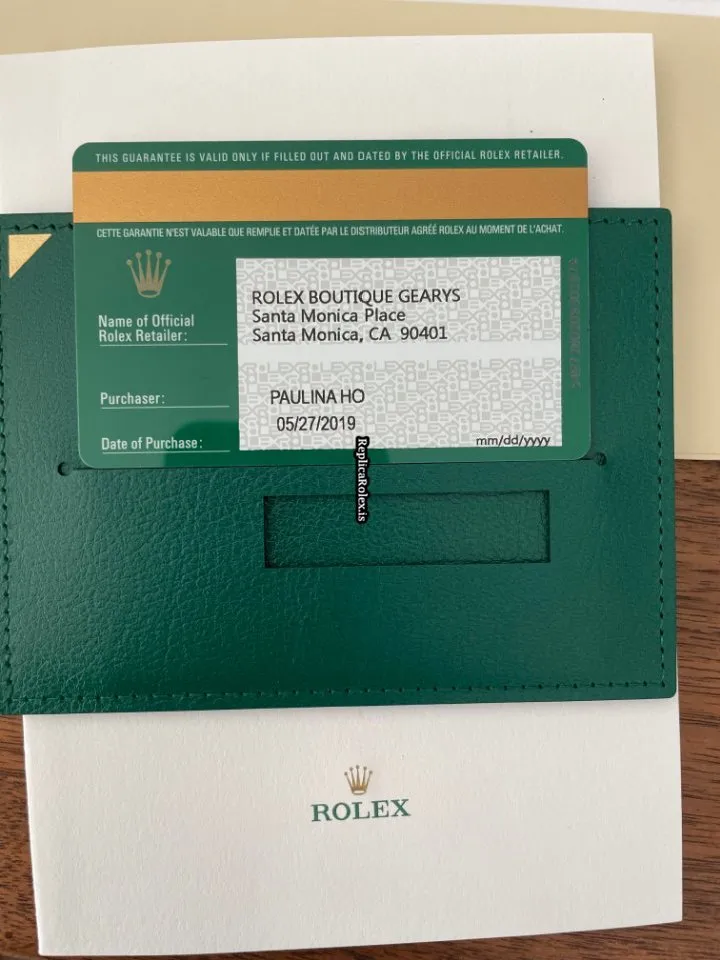 THIS GUARANTEE IS VALID ONLY IF FILLED OUT AND DATED BY THE OFFICIAL ROLEX RETAILER.
CETTE GARANTIE N'EST VALABLE QUE REMPLIE ET DATÉE PAR LE DISTRIBUTEUR AGRÉÉ ROLEX AU MOMENT DE L'ACHAT.
Name of Official
Rolex Retailer:
ROLEX BOUTIQUE GEARYS
Santa Monica Place
Santa Monica, CA 90401
Purchaser:
PAULINA HO
Date of Purchase:
05/27/2019
mm/dd/yyyy
ReplicaRolex.is
ROLEX